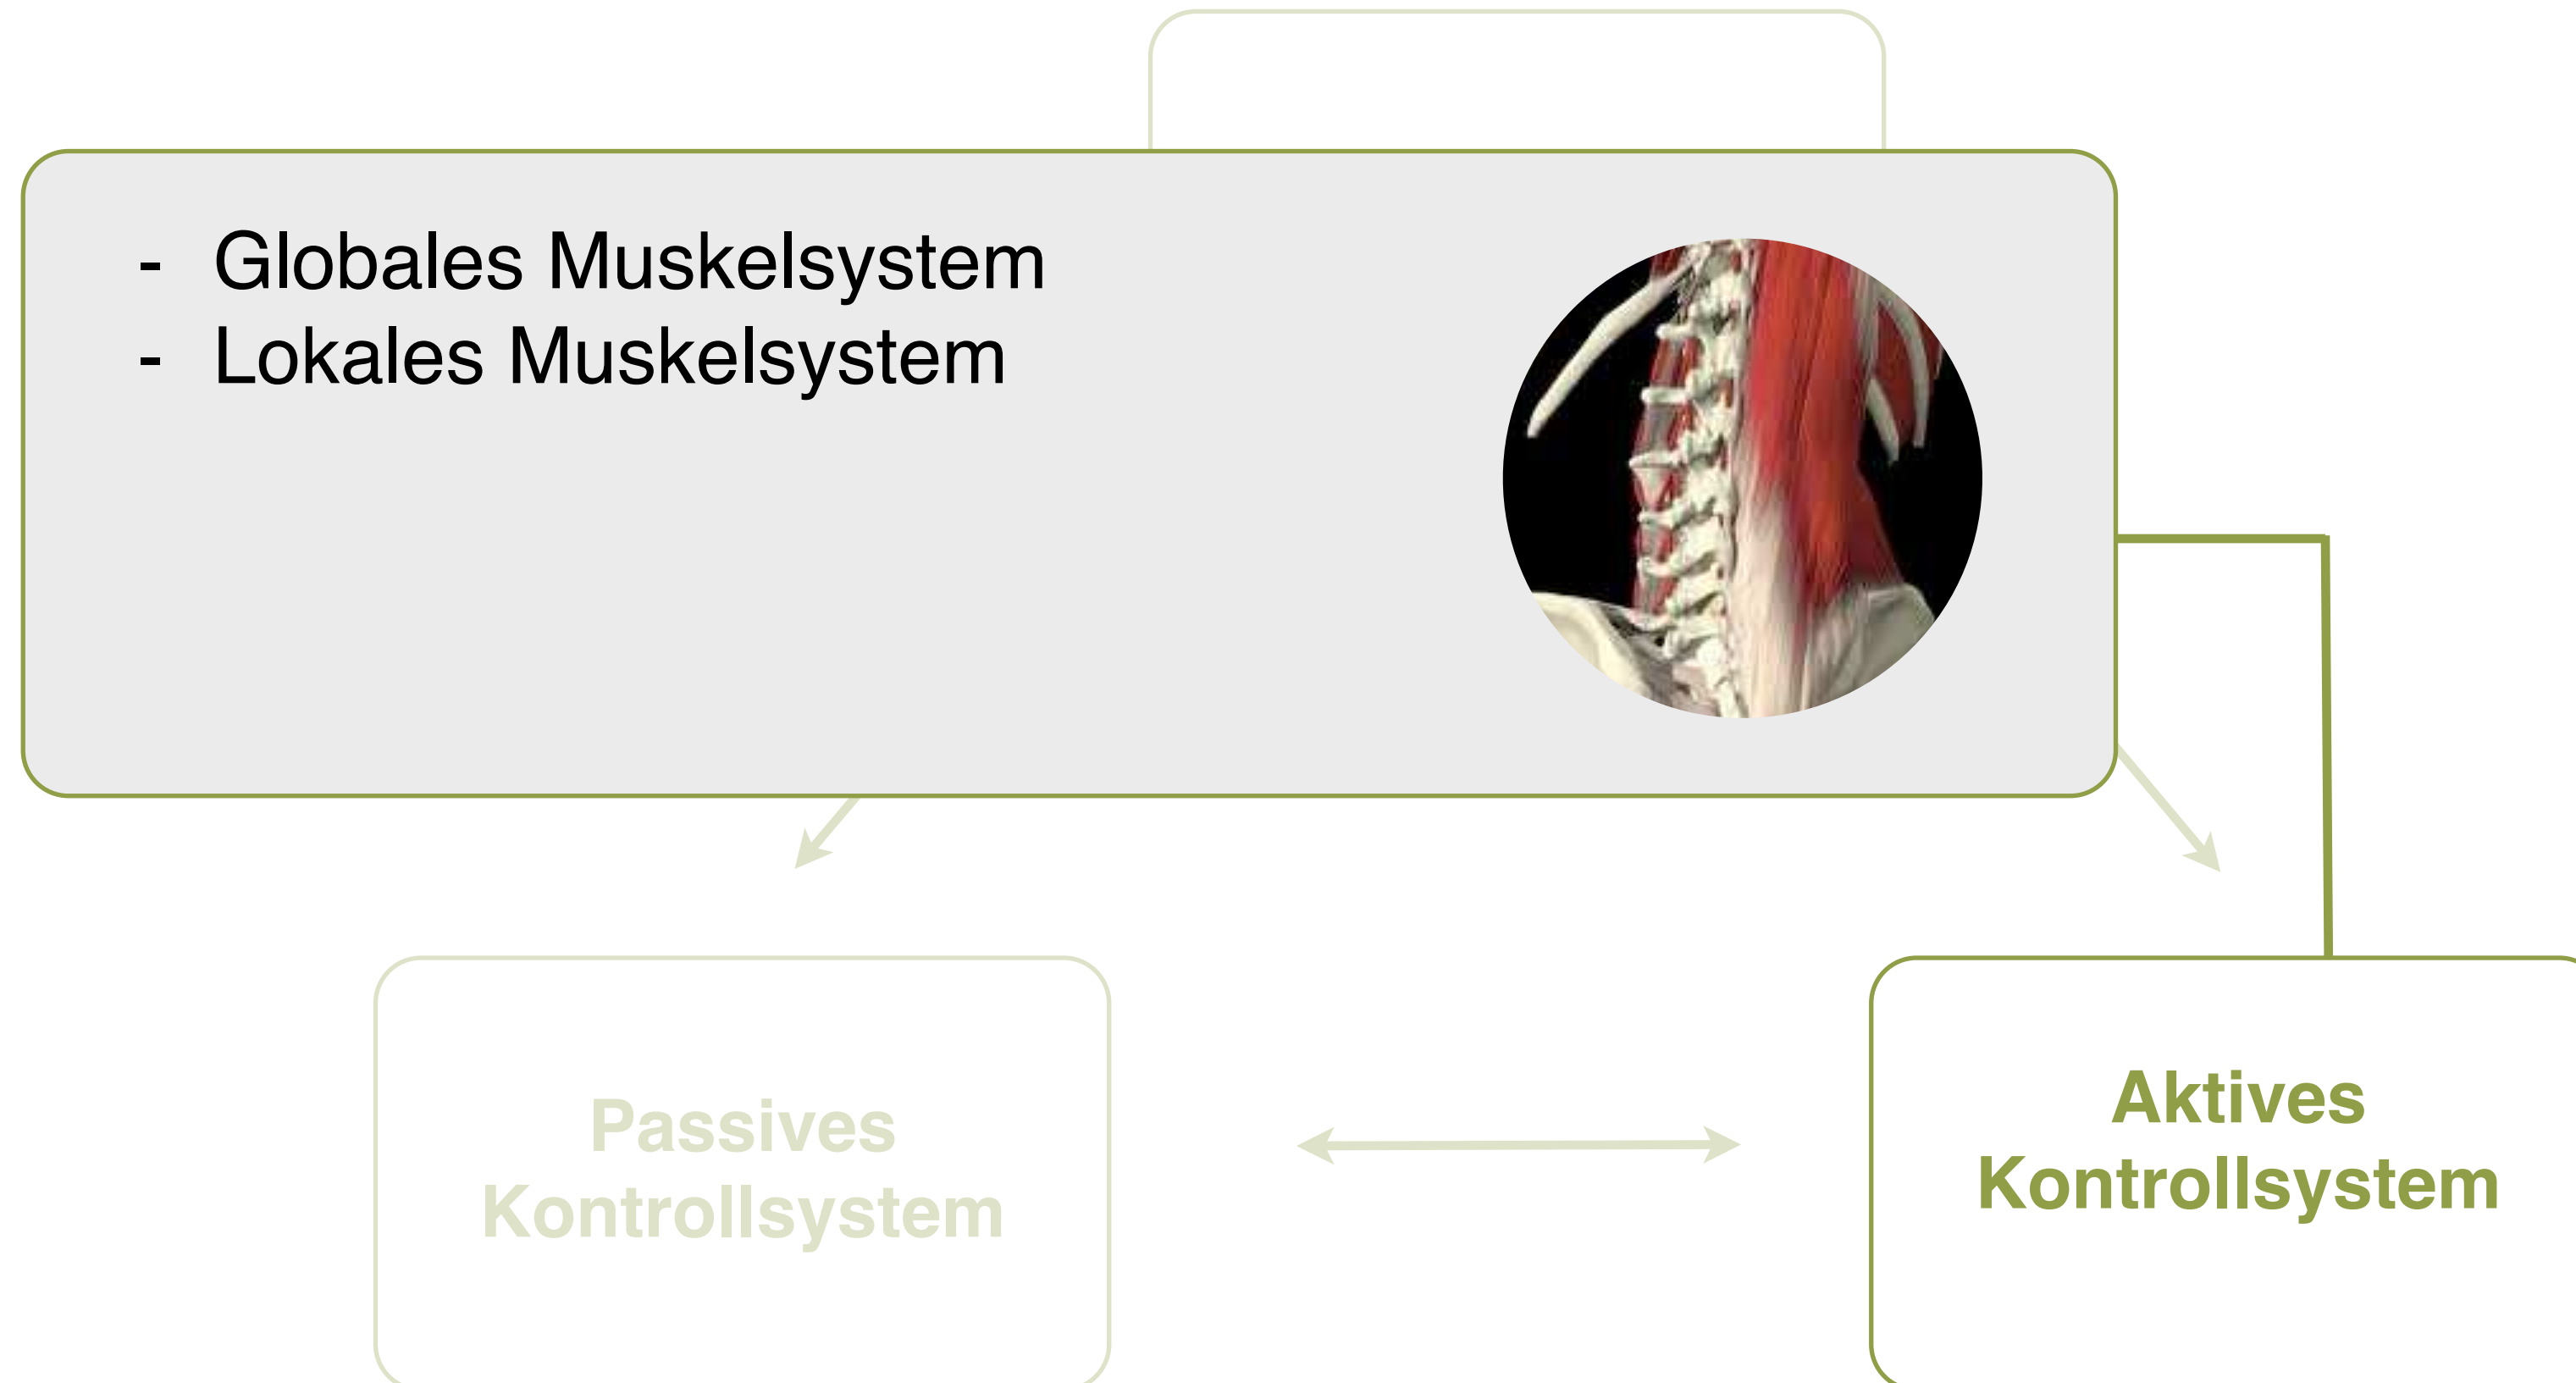 - Globales Muskelsystem
- Lokales Muskelsystem
Passives
Kontrollsystem
Aktives
Kontrollsystem